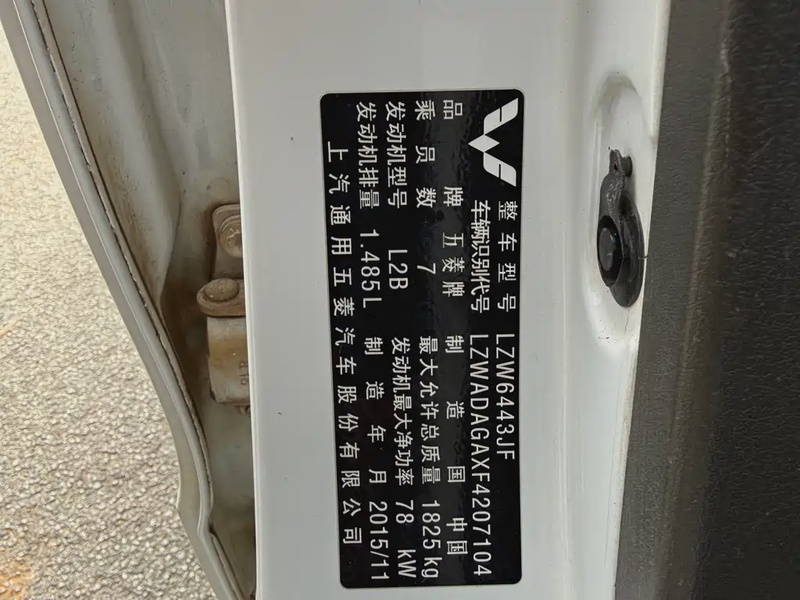 整车型号 LZW6443JF
车辆识别代号 LZWADAGAXF4207104
品牌 五菱牌 制造国 中国
乘员数 7 最大允许总质量 1825kg
发动机型号 L2B 发动机最大净功率 78 kW
发动机排量 1.485L 制造年月 2015/11
上汽通用五菱汽车股份有限公司